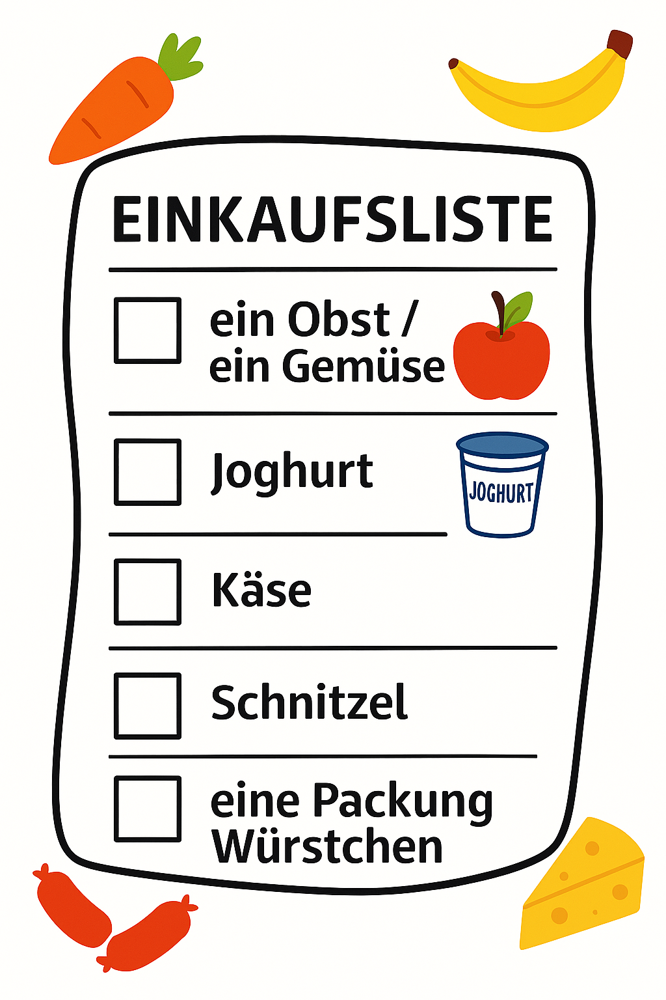 EINKAUFSLISTE
ein Obst /
ein Gemüse
Joghurt
JOGHURT
Käse
Schnitzel
eine Packung
Würstchen